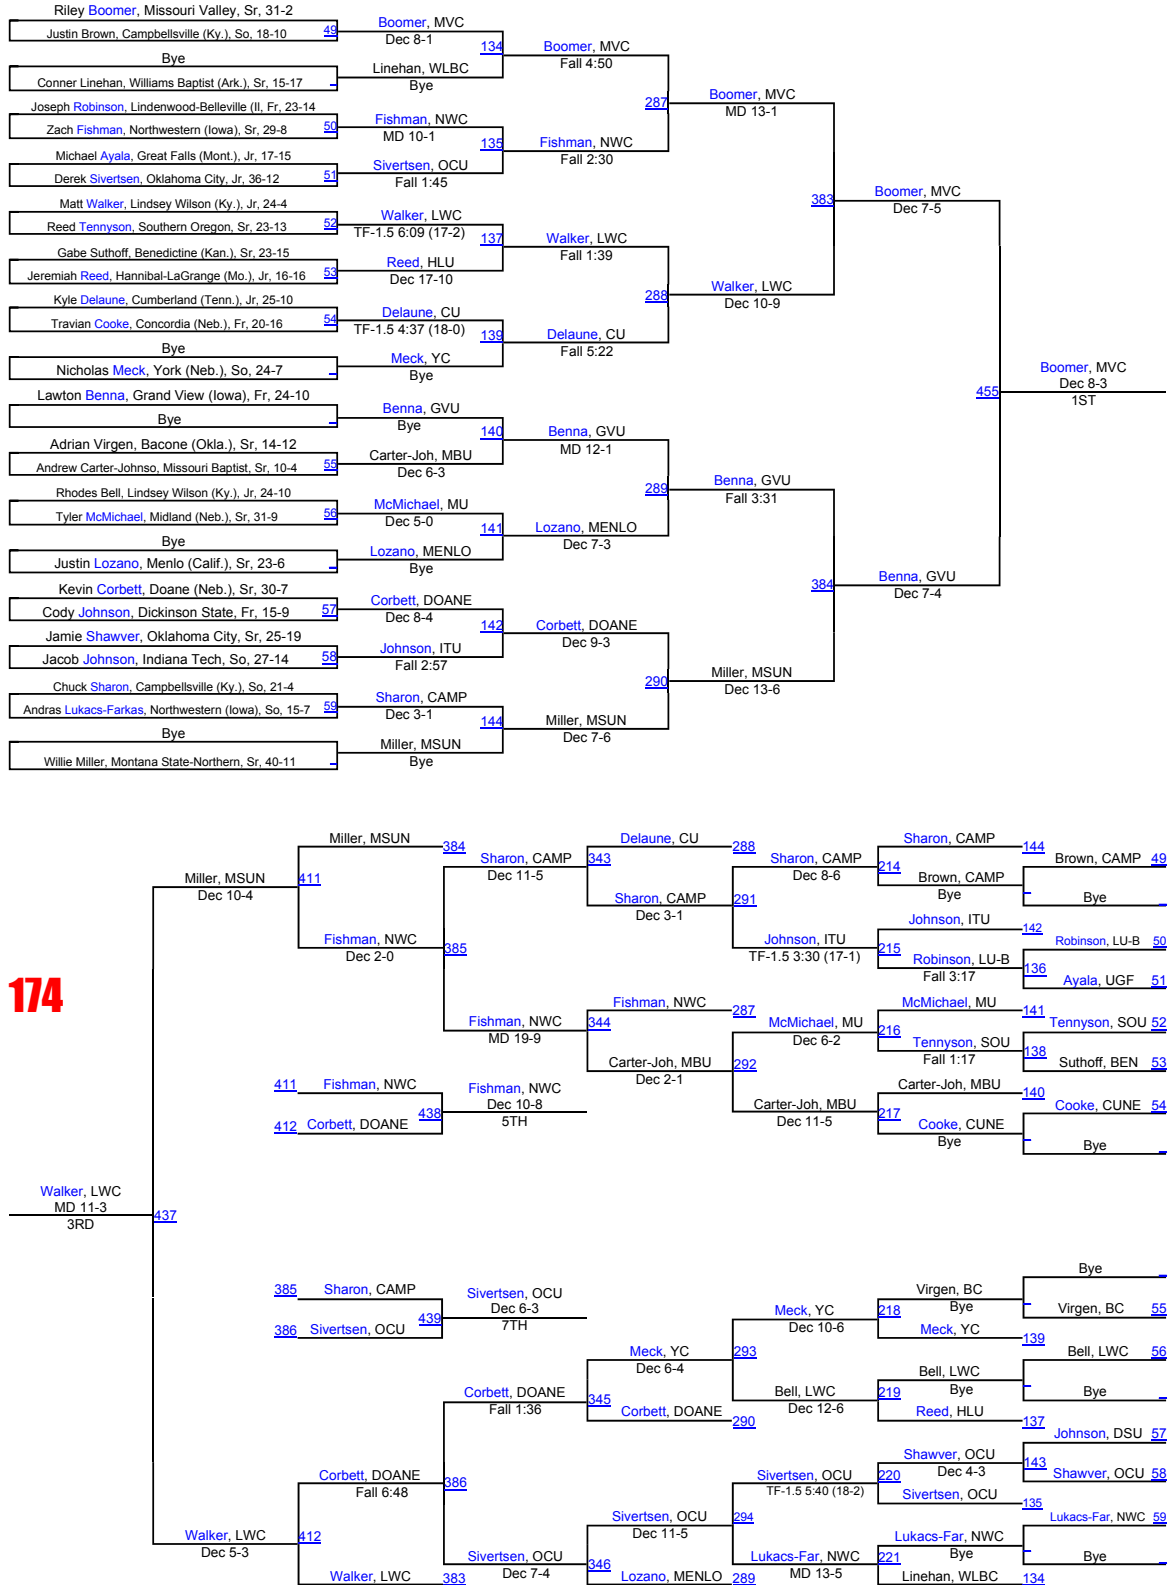 Riley Boomer, Missouri Valley, Sr, 31-2
Justin Brown, Campbellsville (Ky.), So, 18-10
49
Bye
Conner Linehan, Williams Baptist (Ark.), Sr, 15-17
Joseph Robinson, Lindenwood-Belleville (Il, Fr, 23-14
Zach Fishman, Northwestern (Iowa), Sr, 29-8
50
Michael Ayala, Great Falls (Mont.), Jr, 17-15
Derek Sivertsen, Oklahoma City, Jr, 36-12
51
Matt Walker, Lindsey Wilson (Ky.), Jr, 24-4
Reed Tennyson, Southern Oregon, Sr, 23-13
52
Gabe Suthoff, Benedictine (Kan.), Sr, 23-15
Jeremiah Reed, Hannibal-LaGrange (Mo.), Jr, 16-16
53
Kyle Delaune, Cumberland (Tenn.), Jr, 25-10
Travian Cooke, Concordia (Neb.), Fr, 20-16
54
Bye
Nicholas Meck, York (Neb.), So, 24-7
Lawton Benna, Grand View (Iowa), Fr, 24-10
Bye
Adrian Virgen, Bacone (Okla.), Sr, 14-12
Andrew Carter-Johnso, Missouri Baptist, Sr, 10-4
55
Rhodes Bell, Lindsey Wilson (Ky.), Jr, 24-10
Tyler McMichael, Midland (Neb.), Sr, 31-9
56
Bye
Justin Lozano, Menlo (Calif.), Sr, 23-6
Kevin Corbett, Doane (Neb.), Sr, 30-7
Cody Johnson, Dickinson State, Fr, 15-9
57
Jamie Shawver, Oklahoma City, Sr, 25-19
Jacob Johnson, Indiana Tech, So, 27-14
58
Chuck Sharon, Campbellsville (Ky.), So, 21-4
Andras Lukacs-Farkas, Northwestern (Iowa), So, 15-7
59
Bye
Willie Miller, Montana State-Northern, Sr, 40-11
Boomer, MVC
Dec 8-1
134
Linehan, WLBC
Bye
Fishman, NWC
MD 10-1
135
Sivertsen, OCU
Fall 1:45
Walker, LWC
TF-1.5 6:09 (17-2)
137
Reed, HLU
Dec 17-10
Delaune, CU
TF-1.5 4:37 (18-0)
139
Meck, YC
Bye
Benna, GVU
Bye
140
Carter-Joh, MBU
Dec 6-3
McMichael, MU
Dec 5-0
141
Lozano, MENLO
Bye
Corbett, DOANE
Dec 8-4
142
Johnson, ITU
Fall 2:57
Sharon, CAMP
Dec 3-1
144
Miller, MSUN
Bye
Boomer, MVC
Fall 4:50
287
Fishman, NWC
Fall 2:30
Walker, LWC
Fall 1:39
288
Delaune, CU
Fall 5:22
Benna, GVU
MD 12-1
289
Lozano, MENLO
Dec 7-3
Corbett, DOANE
Dec 9-3
290
Miller, MSUN
Dec 7-6
Boomer, MVC
MD 13-1
383
Walker, LWC
Dec 10-9
Benna, GVU
Fall 3:31
384
Miller, MSUN
Dec 13-6
Boomer, MVC
Dec 7-5
455
Benna, GVU
Dec 7-4
Boomer, MVC
Dec 8-3
1ST
174
Walker, LWC
MD 11-3
3RD
437
Miller, MSUN
Dec 10-4
411
Walker, LWC
Dec 5-3
412
Miller, MSUN
384
Fishman, NWC
Dec 2-0
385
411
Fishman, NWC
412
Corbett, DOANE
438
Fishman, NWC
Dec 10-8
5TH
385
Sharon, CAMP
386
Sivertsen, OCU
439
Sivertsen, OCU
Dec 6-3
7TH
Corbett, DOANE
Fall 6:48
386
Walker, LWC
383
Sharon, CAMP
Dec 11-5
343
Fishman, NWC
MD 19-9
344
Corbett, DOANE
Fall 1:36
345
Sivertsen, OCU
Dec 7-4
346
Delaune, CU
288
Sharon, CAMP
Dec 3-1
291
Fishman, NWC
287
Carter-Joh, MBU
Dec 2-1
292
Meck, YC
Dec 6-4
293
Corbett, DOANE
290
Sivertsen, OCU
Dec 11-5
294
Lozano, MENLO
289
Sharon, CAMP
Dec 8-6
214
Johnson, ITU
TF-1.5 3:30 (17-1)
215
McMichael, MU
Dec 6-2
216
Carter-Joh, MBU
Dec 11-5
217
Meck, YC
Dec 10-6
218
Bell, LWC
Dec 12-6
219
Sivertsen, OCU
TF-1.5 5:40 (18-2)
220
Lukacs-Far, NWC
MD 13-5
221
Sharon, CAMP
144
Brown, CAMP
Bye
Johnson, ITU
142
Robinson, LU-B
Fall 3:17
136
McMichael, MU
141
Tennyson, SOU
Fall 1:17
138
Carter-Joh, MBU
140
Cooke, CUNE
Bye
Virgen, BC
Bye
Meck, YC
139
Bell, LWC
Bye
Reed, HLU
137
Shawver, OCU
Dec 4-3
143
Sivertsen, OCU
135
Lukacs-Far, NWC
Bye
Linehan, WLBC
134
Brown, CAMP 49
Bye
Robinson, LU-B 50
Ayala, UGF 51
Tennyson, SOU 52
Suthoff, BEN 53
Cooke, CUNE 54
Bye
Bye
Virgen, BC 55
Bell, LWC 56
Bye
Johnson, DSU 57
Shawver, OCU 58
Lukacs-Far, NWC 59
Bye